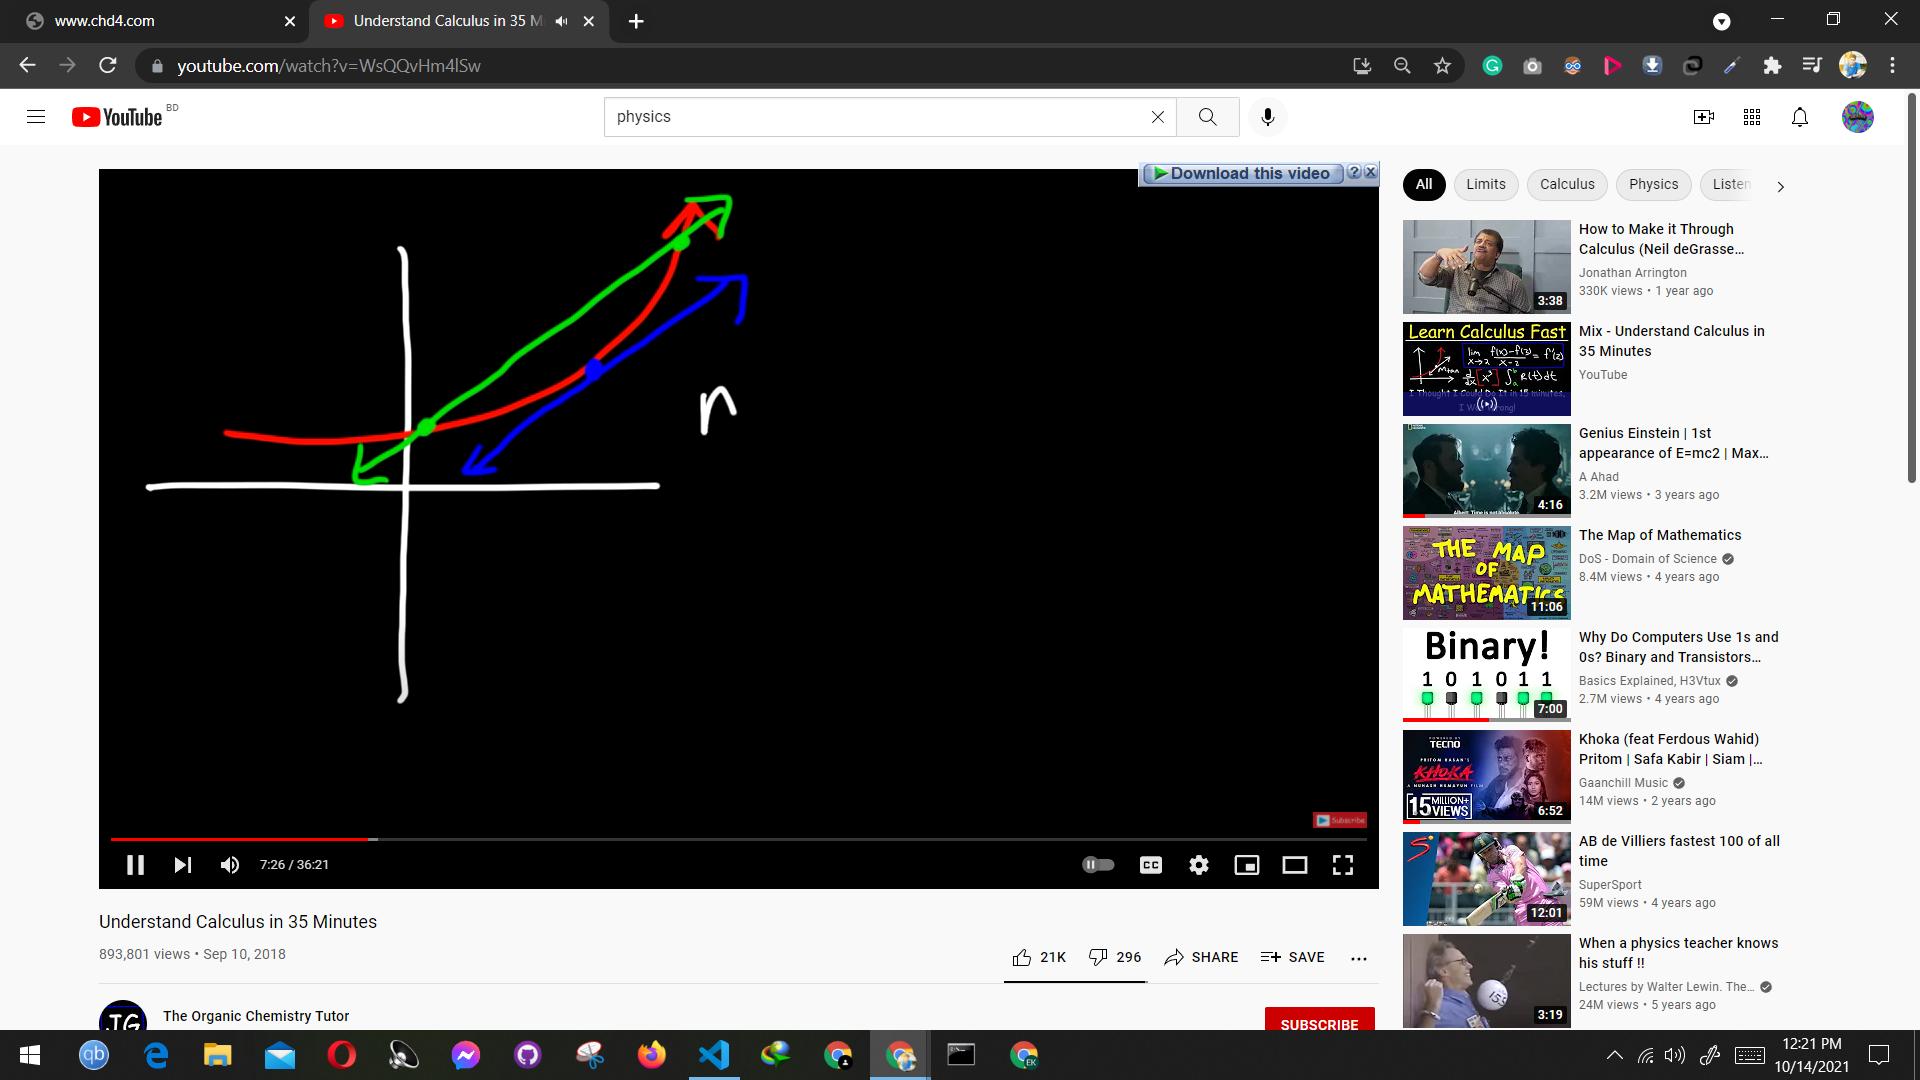 www.chd4.com
Understand Calculus in 35 M
youtube.com/watch?v=WsQQvHm4lSw
YouTube BD
physics
Download this video
n
Subscribe
7:26 / 36:21
CC
Understand Calculus in 35 Minutes
893,801 views • Sep 10, 2018
21K
296
SHARE
SAVE
JG
The Organic Chemistry Tutor
SUBSCRIBE
All
Limits
Calculus
Physics
Listen
3:38
How to Make it Through
Calculus (Neil deGrasse…
Jonathan Arrington
330K views • 1 year ago
Learn Calculus Fast
Mix - Understand Calculus in
35 Minutes
YouTube
4:16
Genius Einstein | 1st
appearance of E=mc2 | Max…
A Ahad
3.2M views • 3 years ago
THE MAP
OF
MATHEMATICS
11:06
The Map of Mathematics
DoS - Domain of Science
8.4M views • 4 years ago
Binary!
1 0 1 0 1 1
7:00
Why Do Computers Use 1s and
0s? Binary and Transistors…
Basics Explained, H3Vtux
2.7M views • 4 years ago
TECNO
KHOKA
15 MILLION+
VIEWS
6:52
Khoka (feat Ferdous Wahid)
Pritom | Safa Kabir | Siam |…
Gaanchill Music
14M views • 2 years ago
12:01
AB de Villiers fastest 100 of all
time
SuperSport
59M views • 4 years ago
3:19
When a physics teacher knows
his stuff !!
Lectures by Walter Lewin. The…
24M views • 5 years ago
qb
EK
12:21 PM
10/14/2021